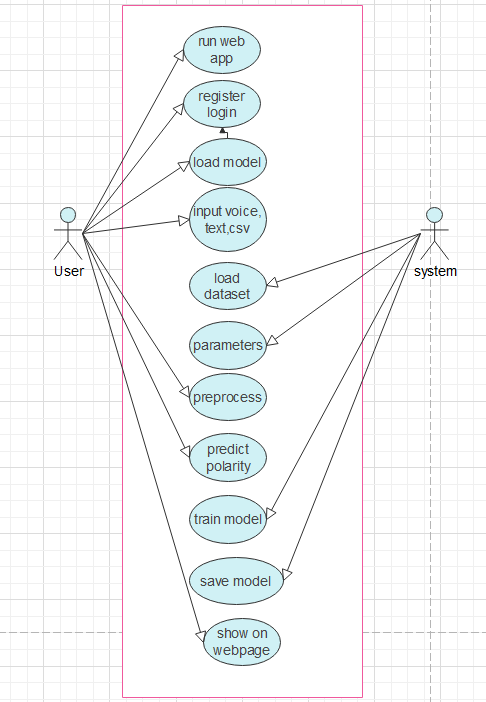 run web
app
register
login
load model
input voice,
text,csv
User
system
load
dataset
parameters
preprocess
predict
polarity
train model
save model
show on
webpage